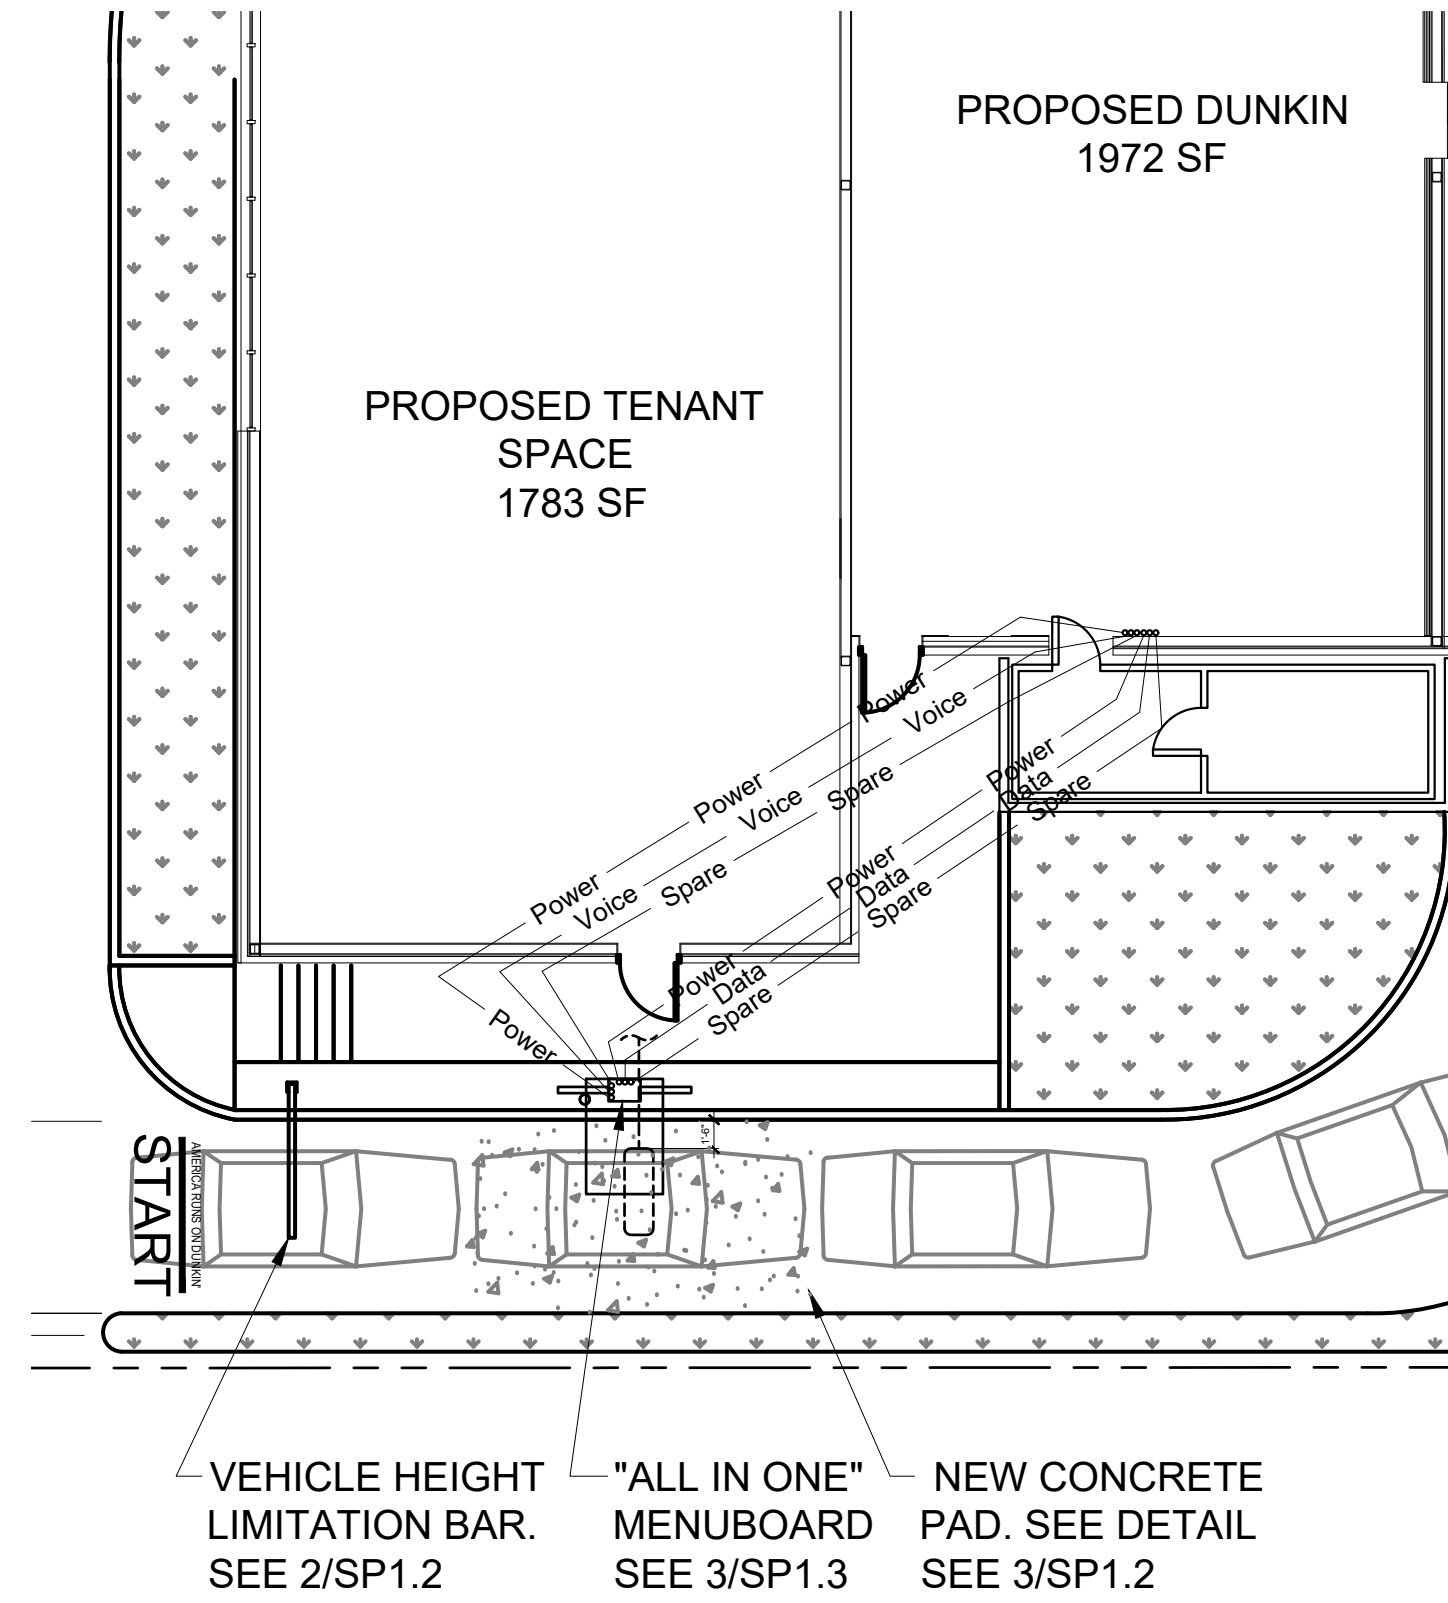 PROPOSED DUNKIN
1972 SF
PROPOSED TENANT
SPACE
1783 SF
Power
Voice
Power
Voice
Spare
Power
Data
Spare
Power
Voice
Spare
Power
Data
Spare
Power
Data
Spare
Power
1'-6"
START
AMERICA RUNS ON DUNKIN'
VEHICLE HEIGHT
LIMITATION BAR.
SEE 2/SP1.2
"ALL IN ONE"
MENUBOARD
SEE 3/SP1.3
NEW CONCRETE
PAD. SEE DETAIL
SEE 3/SP1.2